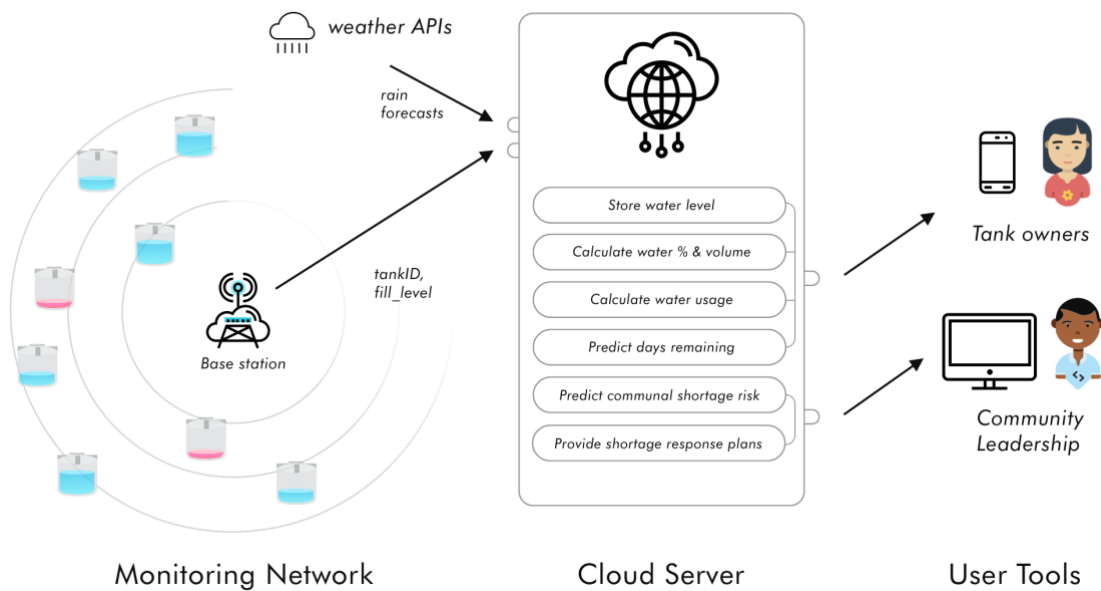 weather APIs
rain
forecasts
tankID,
fill_level
Base station
Store water level
Calculate water % & volume
Calculate water usage
Predict days remaining
Predict communal shortage risk
Provide shortage response plans
Tank owners
Community
Leadership
Monitoring Network
Cloud Server
User Tools